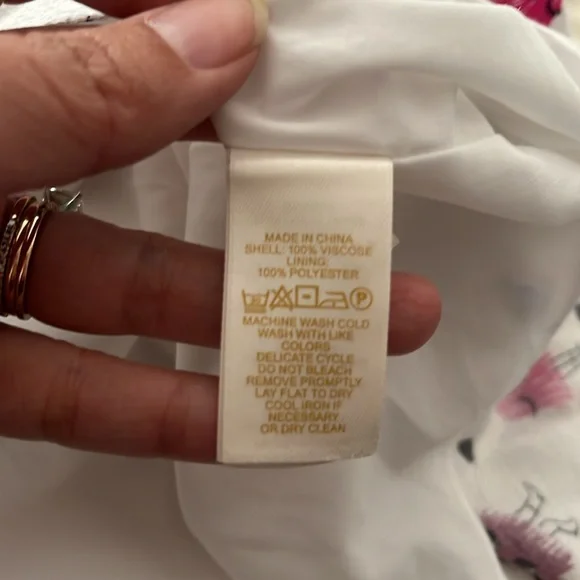 MADE IN CHINA
SHELL: 100% VISCOSE
LINING:
100% POLYESTER
P
MACHINE WASH COLD
WASH WITH LIKE
COLORS
DELICATE CYCLE
DO NOT BLEACH
REMOVE PROMPTLY
LAY FLAT TO DRY
COOL IRON IF
NECESSARY
OR DRY CLEAN